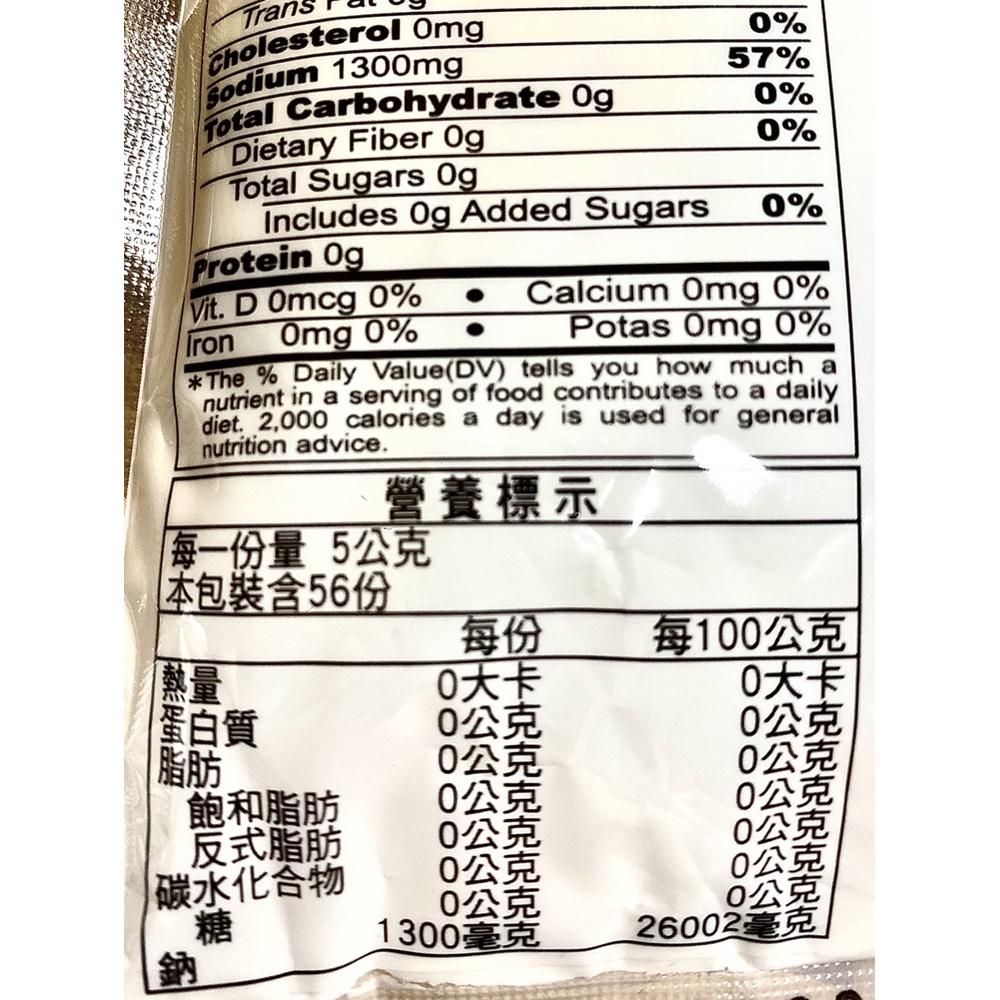 Trans Fat 0g
Cholesterol 0mg 0%
Sodium 1300mg 57%
Total Carbohydrate 0g 0%
Dietary Fiber 0g 0%
Total Sugars 0g
Includes 0g Added Sugars 0%
Protein 0g
Vit. D 0mcg 0% • Calcium 0mg 0%
Iron 0mg 0% • Potas 0mg 0%
*The % Daily Value(DV) tells you how much a
nutrient in a serving of food contributes to a daily
diet. 2,000 calories a day is used for general
nutrition advice.
營養標示
每一份量 5公克
本包裝含56份
每份 每100公克
熱量 0大卡 0大卡
蛋白質 0公克 0公克
脂肪 0公克 0公克
飽和脂肪 0公克 0公克
反式脂肪 0公克 0公克
碳水化合物 0公克 0公克
糖 0公克 0公克
鈉 1300毫克 26002毫克